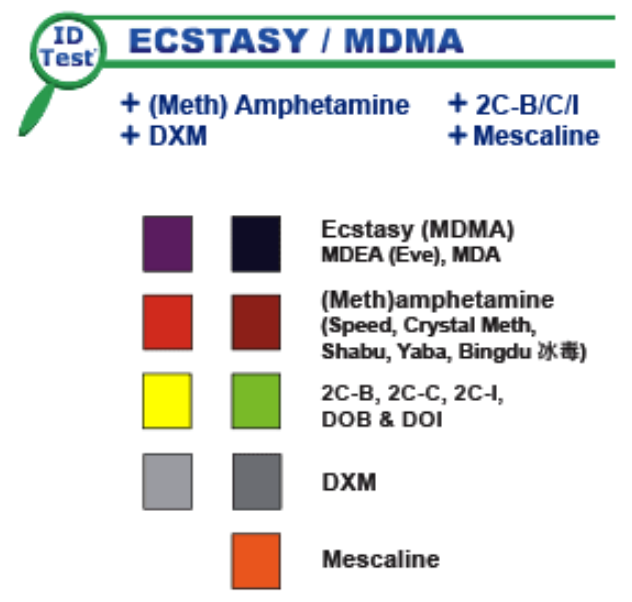 ID
Test
ECSTASY / MDMA
+ (Meth) Amphetamine + 2C-B/C/I
+ DXM + Mescaline
Ecstasy (MDMA)
MDEA (Eve), MDA
(Meth)amphetamine
(Speed, Crystal Meth,
Shabu, Yaba, Bingdu 冰毒)
2C-B, 2C-C, 2C-I,
DOB & DOI
DXM
Mescaline